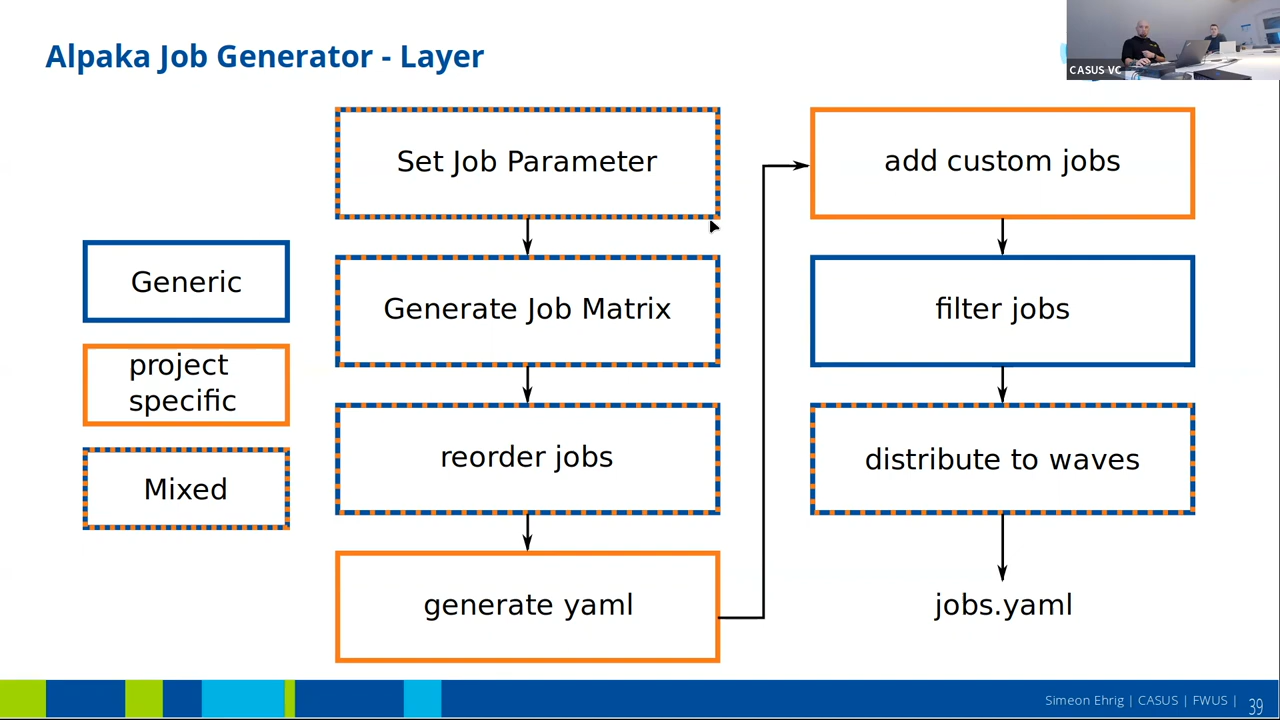 Alpaka Job Generator - Layer
CASUS VC
Generic
project
specific
Mixed
Set Job Parameter
Generate Job Matrix
reorder jobs
generate yaml
add custom jobs
filter jobs
distribute to waves
jobs.yaml
Simeon Ehrig | CASUS | FWUS | 39